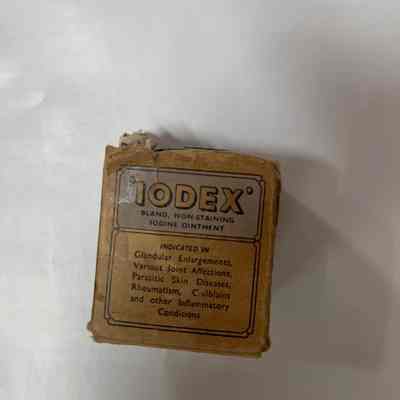 'IODEX'
BLAND, NON-STAINING
IODINE OINTMENT
INDICATED IN
Glandular Enlargements,
Various Joint Affections,
Parasitic Skin Diseases,
Rheumatism, Chilblains
and other Inflammatory
Conditions